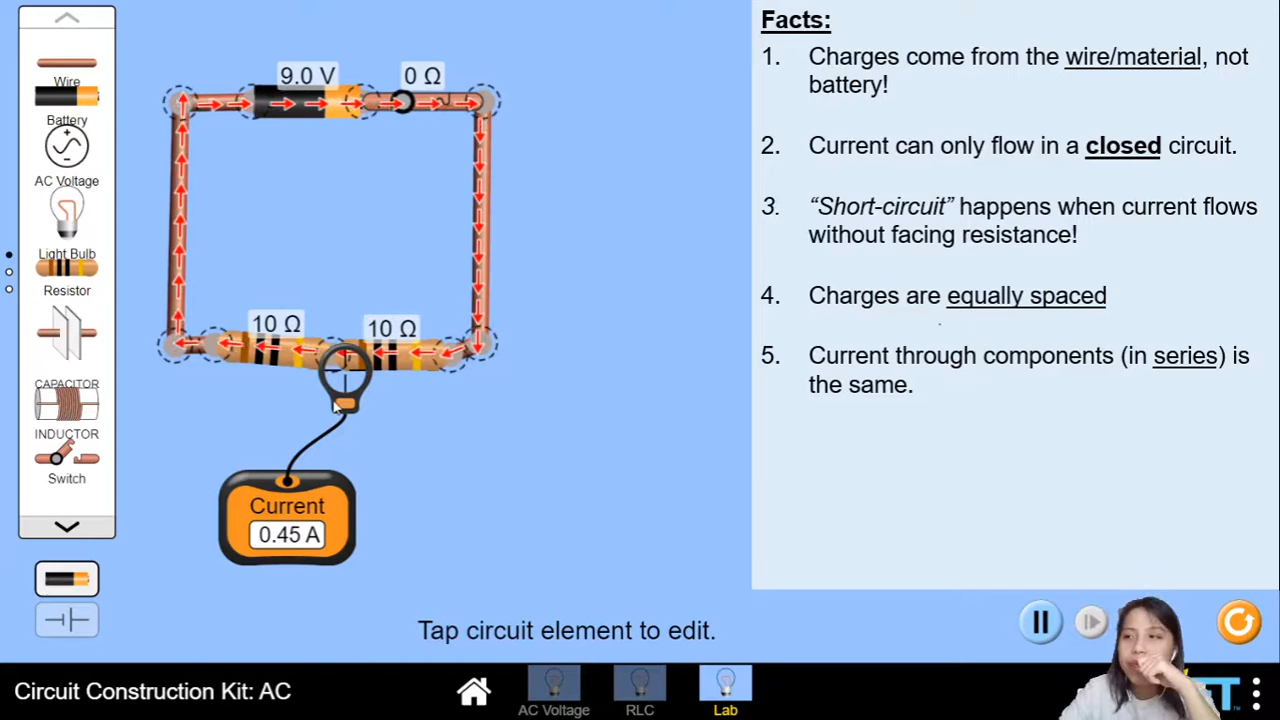 Facts:
1. Charges come from the wire/material, not
battery!
2. Current can only flow in a closed circuit.
3. “Short-circuit” happens when current flows
without facing resistance!
4. Charges are equally spaced
5. Current through components (in series) is
the same.
Wire
Battery
AC Voltage
Light Bulb
Resistor
CAPACITOR
INDUCTOR
Switch
9.0 V
0 Ω
10 Ω
10 Ω
Current
0.45 A
Tap circuit element to edit.
Circuit Construction Kit: AC
AC Voltage
RLC
Lab